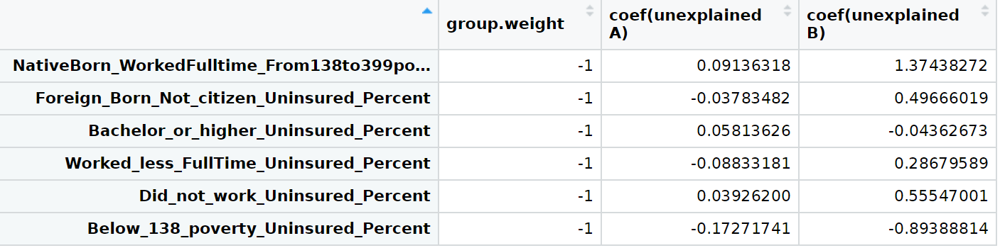 group.weight coef(unexplained A) coef(unexplained B)
NativeBorn_WorkedFulltime_From138to399po... -1 0.09136318 1.37438272
Foreign_Born_Not_citizen_Uninsured_Percent -1 -0.03783482 0.49666019
Bachelor_or_higher_Uninsured_Percent -1 0.05813626 -0.04362673
Worked_less_FullTime_Uninsured_Percent -1 -0.08833181 0.28679589
Did_not_work_Uninsured_Percent -1 0.03926200 0.55547001
Below_138_poverty_Uninsured_Percent -1 -0.17271741 -0.89388814